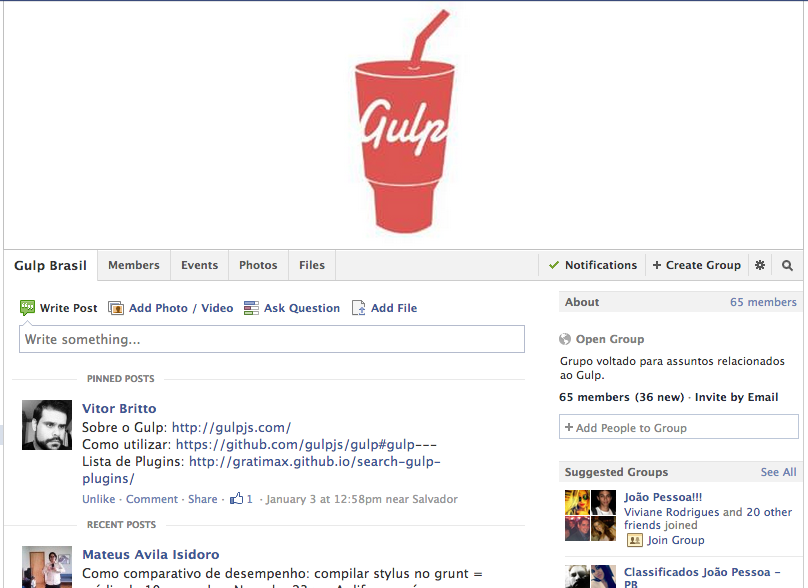 Gulp
Gulp Brasil
Members
Events
Photos
Files
Notifications
+ Create Group
Write Post
Add Photo / Video
Ask Question
Add File
Write something...
PINNED POSTS
Vitor Britto
Sobre o Gulp: http://gulpjs.com/
Como utilizar: https://github.com/gulpjs/gulp#gulp---
Lista de Plugins: http://gratimax.github.io/search-gulp-
plugins/
Unlike · Comment · Share · 1 · January 3 at 12:58pm near Salvador
RECENT POSTS
Mateus Avila Isidoro
Como comparativo de desempenho: compilar stylus no grunt =
About
65 members
Open Group
Grupo voltado para assuntos relacionados
ao Gulp.
65 members (36 new) · Invite by Email
+ Add People to Group
Suggested Groups
See All
João Pessoa!!!
Viviane Rodrigues and 20 other
friends joined
Join Group
Classificados João Pessoa -
PB